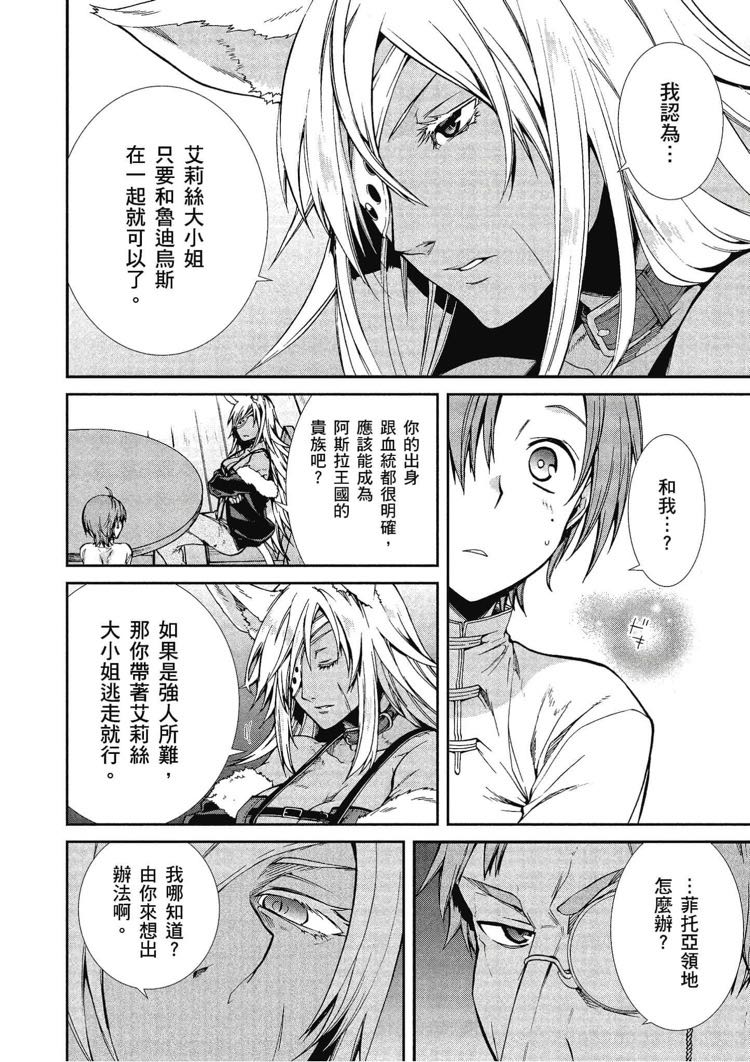 我認為…
艾莉絲大小姐
只要和魯迪烏斯
在一起就可以了。
和我…?
ドキ
你的出身
跟血統都很明確，
應該能成為
阿斯拉王國的
貴族吧?
如果是強人所難，
那你帶著艾莉絲
大小姐逃走就行。
…菲托亞領地
怎麼辦?
我哪知道?
由你來想出
辦法啊。